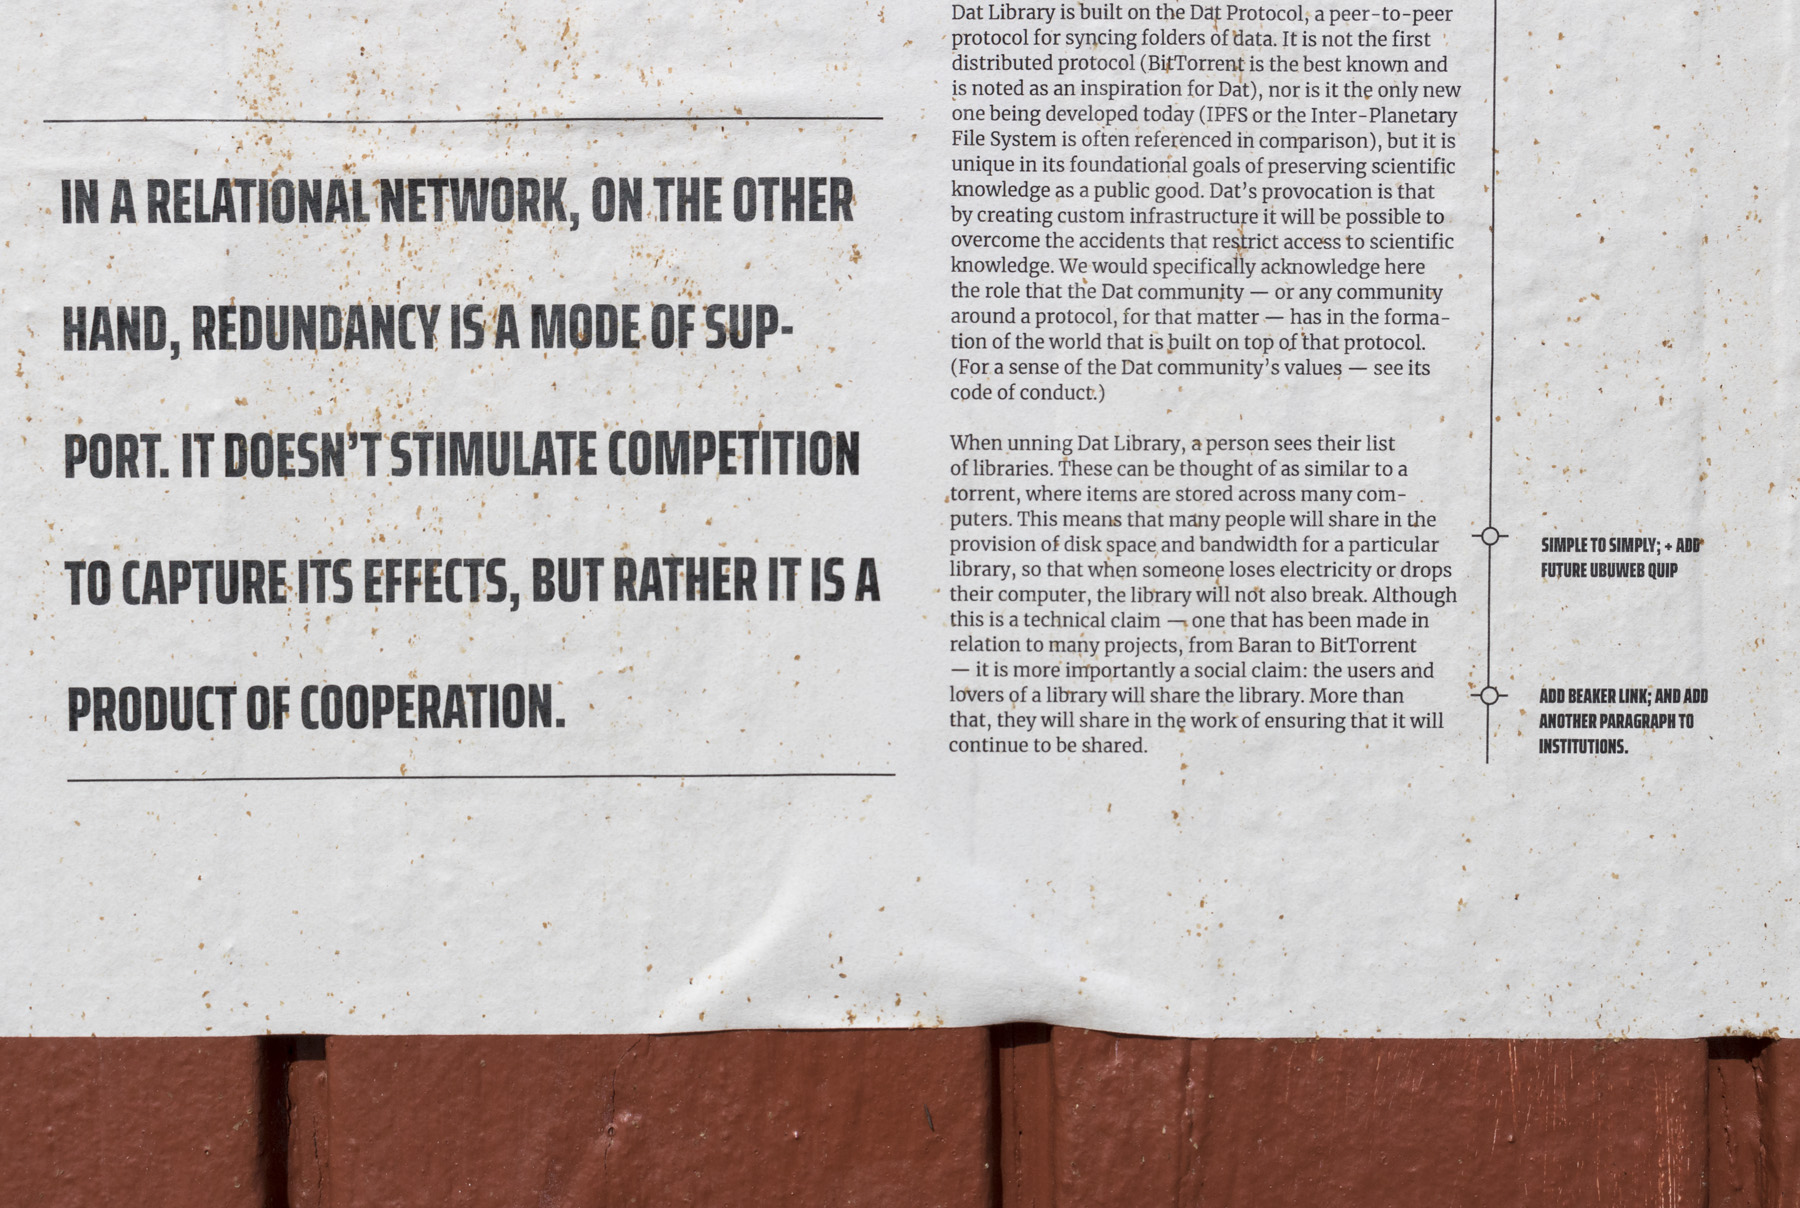 IN A RELATIONAL NETWORK, ON THE OTHER
HAND, REDUNDANCY IS A MODE OF SUP-
PORT. IT DOESN’T STIMULATE COMPETITION
TO CAPTURE ITS EFFECTS, BUT RATHER IT IS A
PRODUCT OF COOPERATION.
Dat Library is built on the Dat Protocol, a peer-to-peer
protocol for syncing folders of data. It is not the first
distributed protocol (BitTorrent is the best known and
is noted as an inspiration for Dat), nor is it the only new
one being developed today (IPFS or the Inter-Planetary
File System is often referenced in comparison), but it is
unique in its foundational goals of preserving scientific
knowledge as a public good. Dat’s provocation is that
by creating custom infrastructure it will be possible to
overcome the accidents that restrict access to scientific
knowledge. We would specifically acknowledge here
the role that the Dat community — or any community
around a protocol, for that matter — has in the forma-
tion of the world that is built on top of that protocol.
(For a sense of the Dat community’s values — see its
code of conduct.)
When unning Dat Library, a person sees their list
of libraries. These can be thought of as similar to a
torrent, where items are stored across many com-
puters. This means that many people will share in the
provision of disk space and bandwidth for a particular
library, so that when someone loses electricity or drops
their computer, the library will not also break. Although
this is a technical claim — one that has been made in
relation to many projects, from Baran to BitTorrent
— it is more importantly a social claim: the users and
lovers of a library will share the library. More than
that, they will share in the work of ensuring that it will
continue to be shared.
SIMPLE TO SIMPLY; + ADD
FUTURE UBUWEB QUIP
ADD BEAKER LINK; AND ADD
ANOTHER PARAGRAPH TO
INSTITUTIONS.